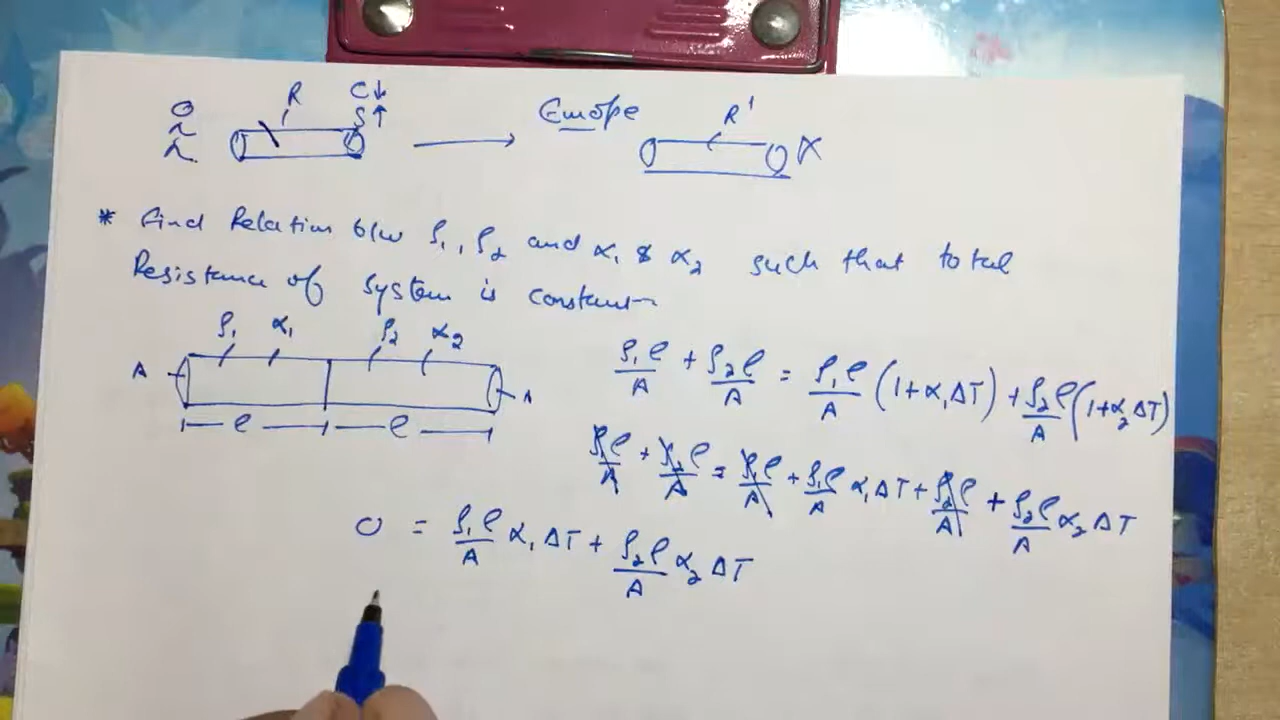 R C↓
S↑
Europe
R'
* find Relation b/w ρ₁, ρ₂ and α₁ & α₂ such that total
Resistance of system is constant
ρ₁ α₁ ρ₂ α₂
A A
ℓ ℓ
ρ₁ℓ/A + ρ₂ℓ/A = ρ₁ℓ/A (1+α₁ΔT) + ρ₂ℓ/A (1+α₂ΔT)
ρ₁ℓ/A + ρ₂ℓ/A = ρ₁ℓ/A + ρ₁ℓ/A α₁ΔT + ρ₂ℓ/A + ρ₂ℓ/A α₂ΔT
0 = ρ₁ℓ/A α₁ΔT + ρ₂ℓ/A α₂ΔT